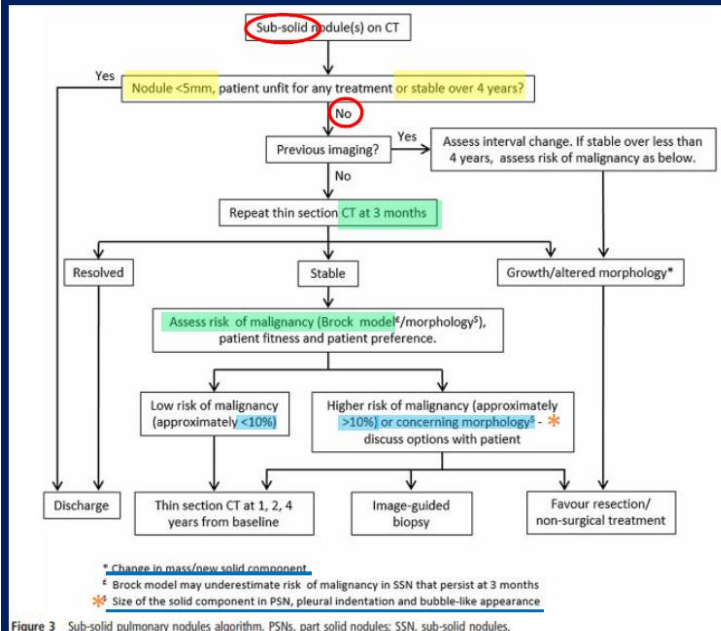 Sub-solid nodule(s) on CT
Yes
Nodule <5mm, patient unfit for any treatment or stable over 4 years?
No
Previous imaging?
Yes
Assess interval change. If stable over less than
4 years, assess risk of malignancy as below.
No
Repeat thin section CT at 3 months
Resolved
Stable
Growth/altered morphology*
Assess risk of malignancy (Brock model£/morphology$),
patient fitness and patient preference.
Low risk of malignancy
(approximately <10%)
Higher risk of malignancy (approximately
>10%) or concerning morphology$ - *
discuss options with patient
Discharge
Thin section CT at 1, 2, 4
years from baseline
Image-guided
biopsy
Favour resection/
non-surgical treatment
* Change in mass/new solid component
£ Brock model may underestimate risk of malignancy in SSN that persist at 3 months
*$ Size of the solid component in PSN, pleural indentation and bubble-like appearance
Figure 3 Sub-solid pulmonary nodules algorithm. PSNs, part solid nodules; SSN, sub-solid nodules.